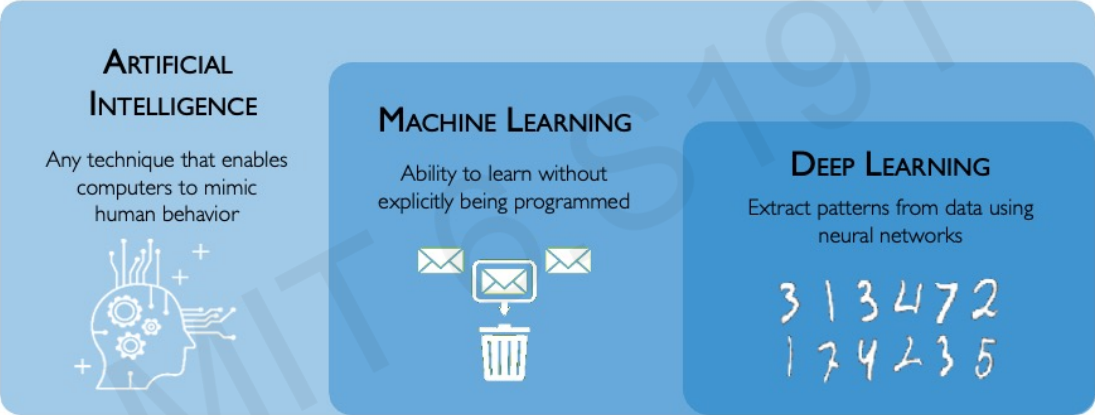 ARTIFICIAL
INTELLIGENCE
Any technique that enables
computers to mimic
human behavior
MACHINE LEARNING
Ability to learn without
explicitly being programmed
DEEP LEARNING
Extract patterns from data using
neural networks
3 1 3 4 7 2
1 7 4 2 3 5
MIT 6.S191